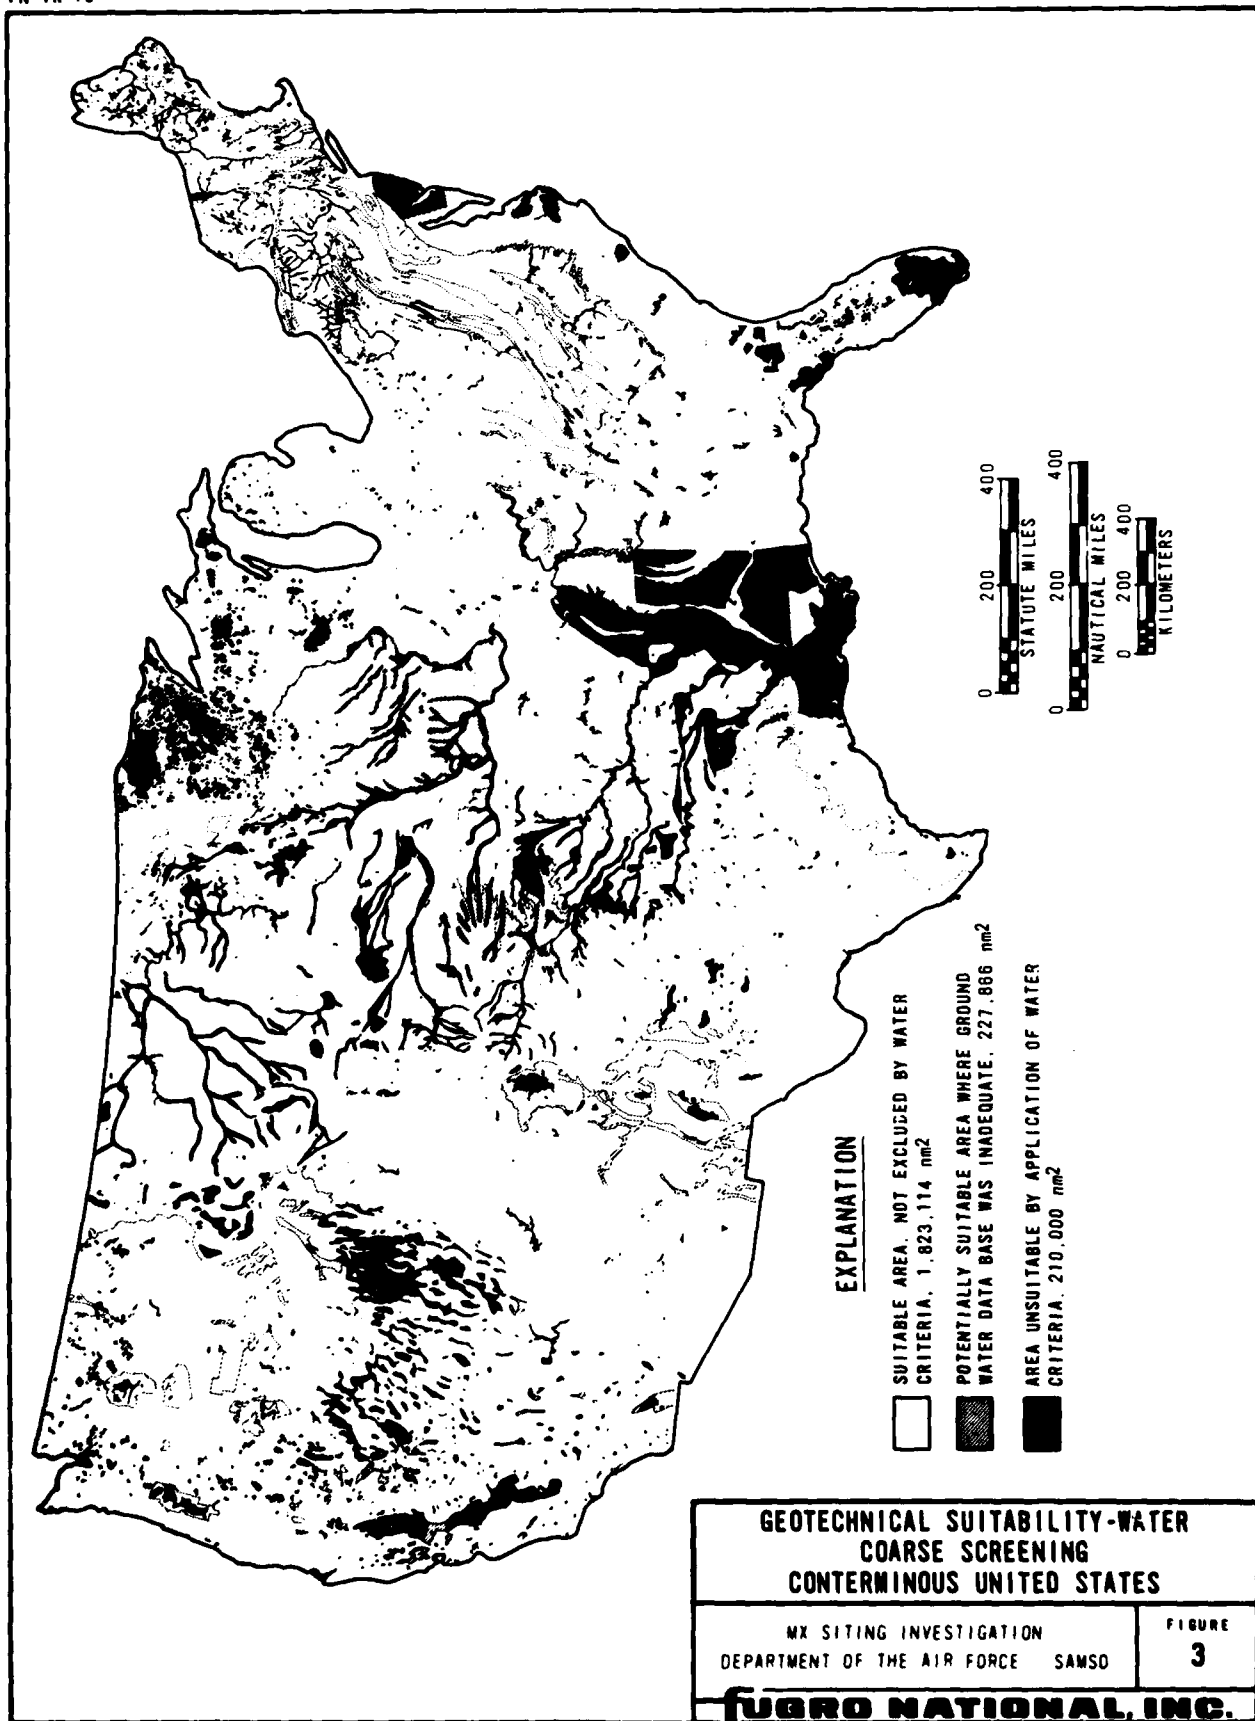 400
200
0
STATUTE MILES
400
200
0
NAUTICAL MILES
400
200
0
KILOMETERS
EXPLANATION
SUITABLE AREA, NOT EXCLUDED BY WATER
CRITERIA, 1,823,114 nm2
POTENTIALLY SUITABLE AREA WHERE GROUND
WATER DATA BASE WAS INADEQUATE, 227,866 nm2
AREA UNSUITABLE BY APPLICATION OF WATER
CRITERIA, 210,000 nm2
GEOTECHNICAL SUITABILITY-WATER
COARSE SCREENING
CONTERMINOUS UNITED STATES
MX SITING INVESTIGATION
DEPARTMENT OF THE AIR FORCE SAMSO
FIGURE
3
fUGRO NATIONAL, INC.